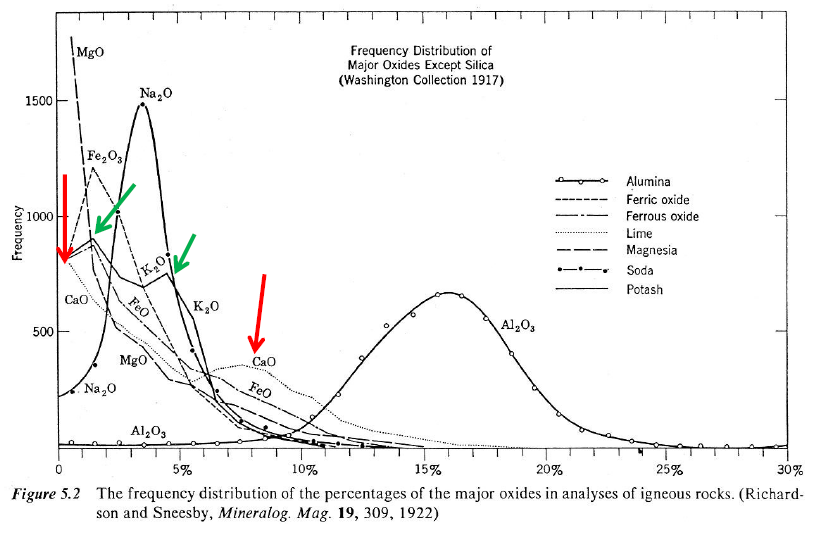 Frequency Distribution of
Major Oxides Except Silica
(Washington Collection 1917)
MgO
Na₂O
1500
Fe₂O₃
Alumina
Ferric oxide
Ferrous oxide
Lime
Magnesia
Soda
Potash
1000
Frequency
K₂O
CaO
FeO
K₂O
Al₂O₃
500
MgO
CaO
FeO
Na₂O
Al₂O₃
0 5% 10% 15% 20% 25% 30%
Figure 5.2 The frequency distribution of the percentages of the major oxides in analyses of igneous rocks. (Richard-
son and Sneesby, Mineralog. Mag. 19, 309, 1922)